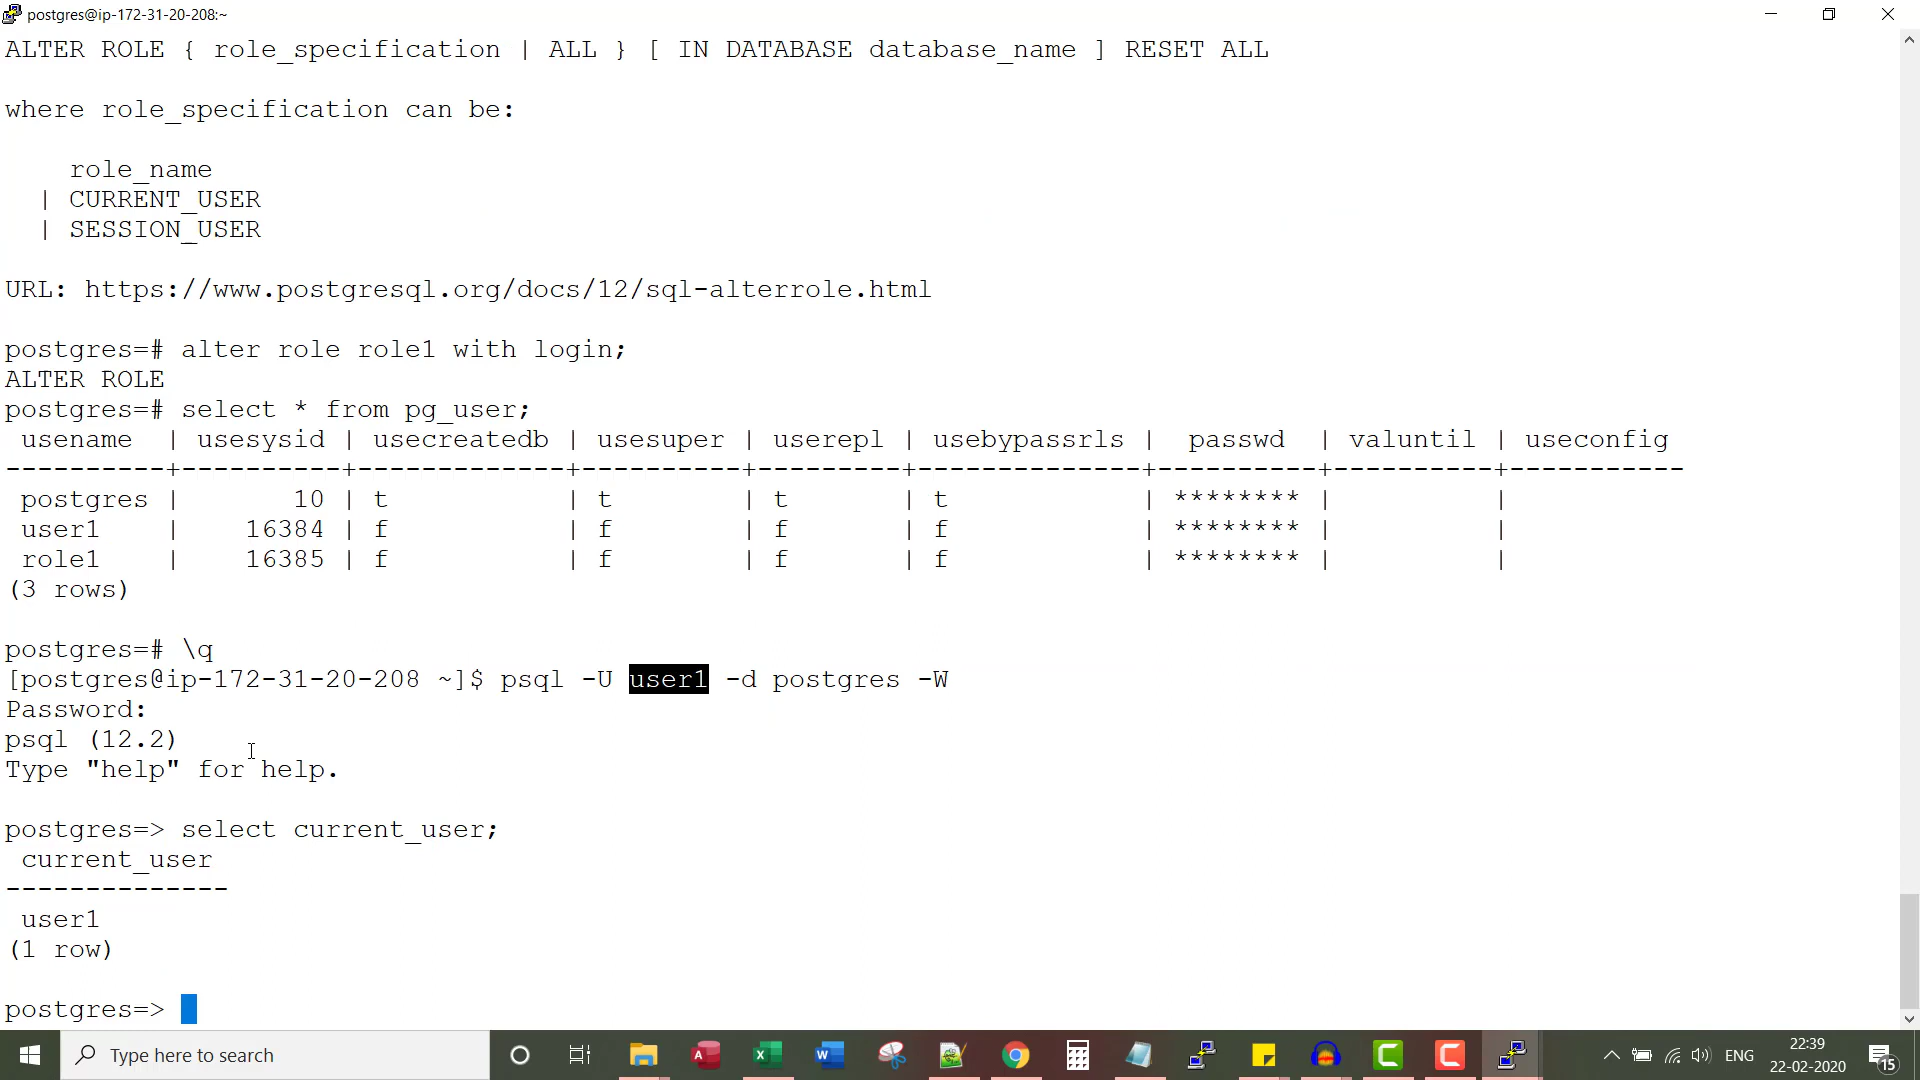 postgres@ip-172-31-20-208:~
ALTER ROLE { role_specification | ALL } [ IN DATABASE database_name ] RESET ALL
where role_specification can be:
role_name
| CURRENT_USER
| SESSION_USER
URL: https://www.postgresql.org/docs/12/sql-alterrole.html
postgres=# alter role role1 with login;
ALTER ROLE
postgres=# select * from pg_user;
usename | usesysid | usecreatedb | usesuper | userepl | usebypassrls | passwd | valuntil | useconfig
----------+----------+-------------+----------+---------+--------------+----------+----------+-----------
postgres | 10 | t | t | t | t | ******** | |
user1 | 16384 | f | f | f | f | ******** | |
role1 | 16385 | f | f | f | f | ******** | |
(3 rows)
postgres=# \q
[postgres@ip-172-31-20-208 ~]$ psql -U user1 -d postgres -W
Password:
psql (12.2)
Type "help" for help.
postgres=> select current_user;
current_user
--------------
user1
(1 row)
postgres=>
Type here to search
ENG
22:39
22-02-2020
15